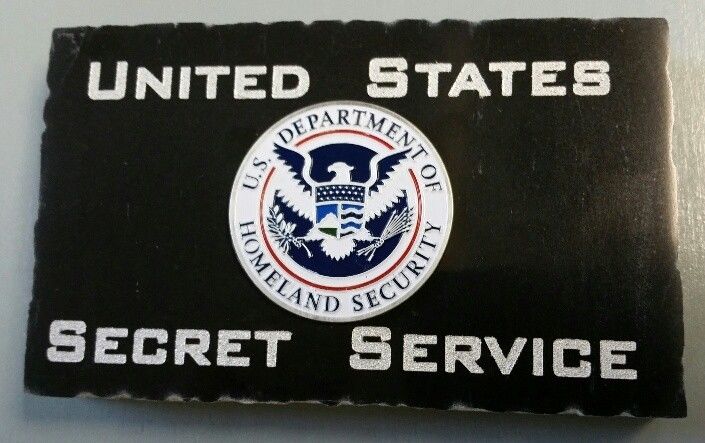 UNITED STATES
U.S. DEPARTMENT OF
HOMELAND SECURITY
SECRET SERVICE